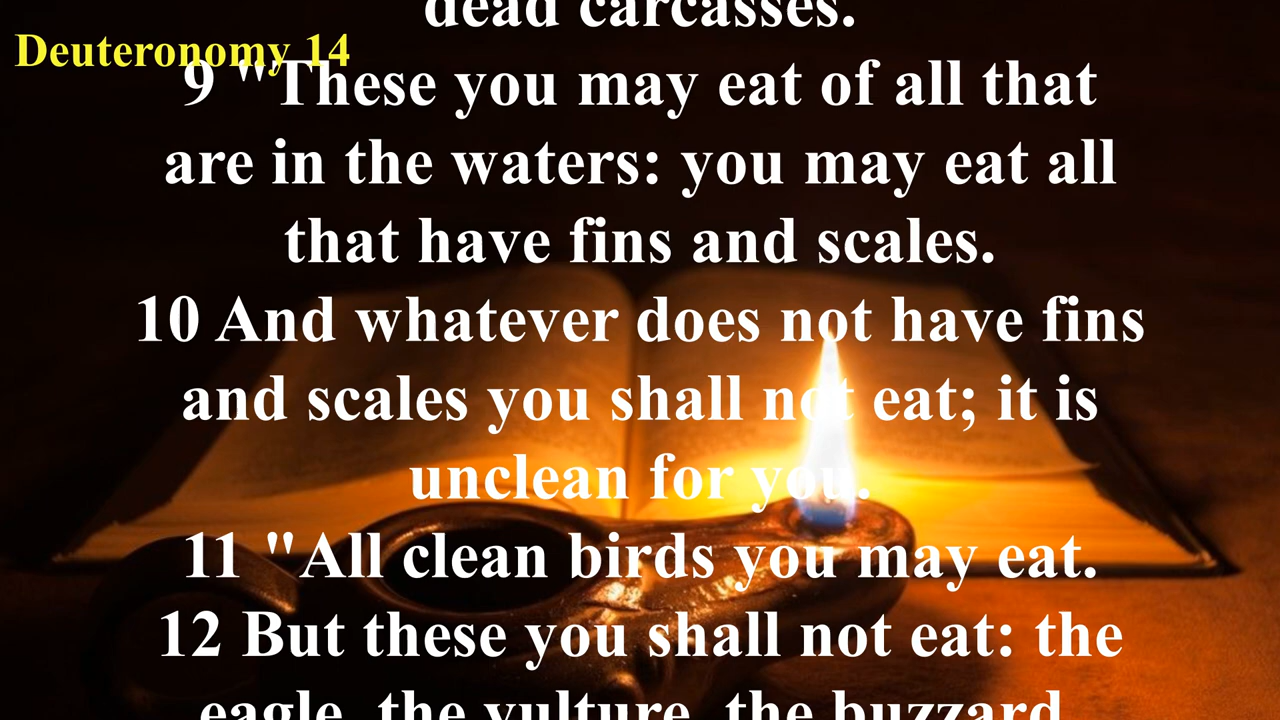 dead carcasses.
Deuteronomy 14
9 "'These you may eat of all that
are in the waters: you may eat all
that have fins and scales.
10 And whatever does not have fins
and scales you shall not eat; it is
unclean for you.
11 "All clean birds you may eat.
12 But these you shall not eat: the
eagle, the vulture, the buzzard,